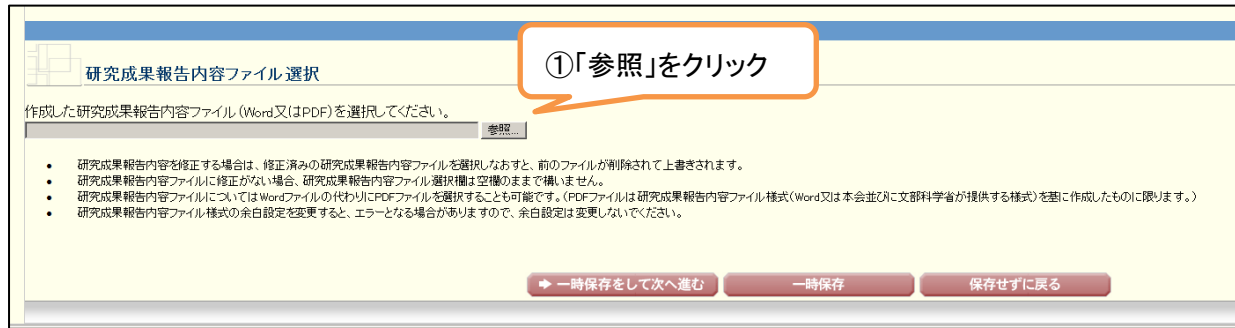 ①「参照」をクリック
研究成果報告内容ファイル選択
作成した研究成果報告内容ファイル(Word又はPDF)を選択してください。
参照...
• 研究成果報告内容を修正する場合は、修正済みの研究成果報告内容ファイルを選択しなおすと、前のファイルが削除されて上書きされます。
• 研究成果報告内容ファイルに修正がない場合、研究成果報告内容ファイル選択欄は空欄のままで構いません。
• 研究成果報告内容ファイルについてはWordファイルの代わりにPDFファイルを選択することも可能です。(PDFファイルは研究成果報告内容ファイル様式(Word又は本会並びに文部科学省が提供する様式)を基に作成したものに限ります。)
• 研究成果報告内容ファイル様式の余白設定を変更すると、エラーとなる場合がありますので、余白設定は変更しないでください。
一時保存をして次へ進む 一時保存 保存せずに戻る